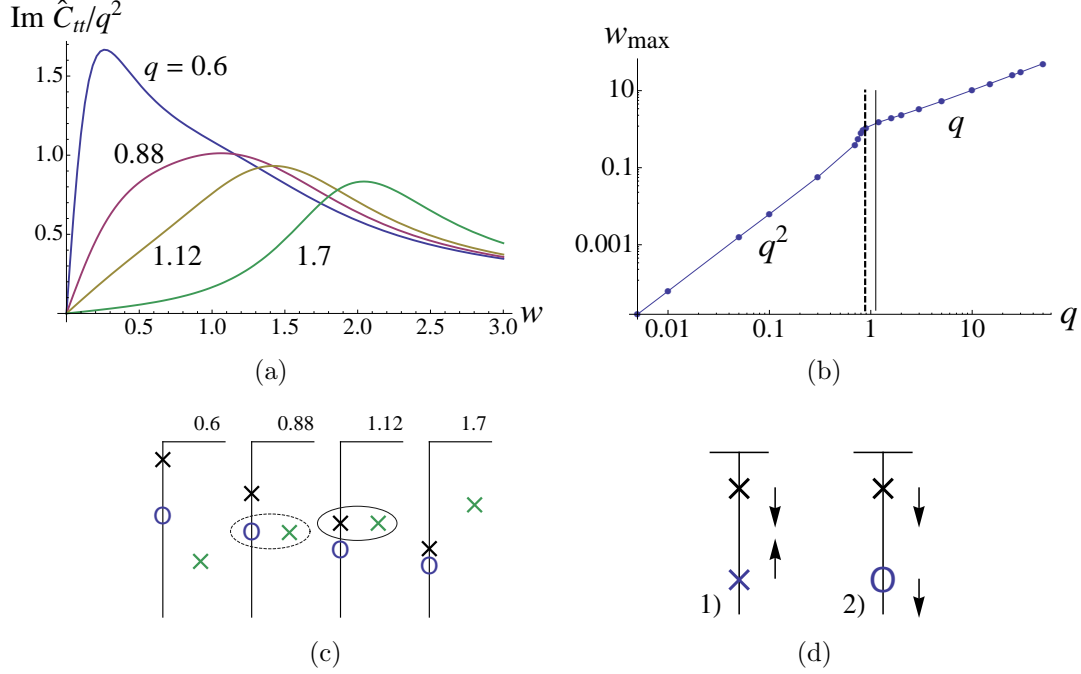 Im Ĉ_tt/q²
q = 0.6
0.88
1.12
1.7
1.5
1.0
0.5
0.5 1.0 1.5 2.0 2.5 3.0
w
(a)
w_max
10
0.1
0.001
q
q²
0.01 0.1 1 10
q
(b)
0.6 0.88 1.12 1.7
(c)
1) 2)
(d)